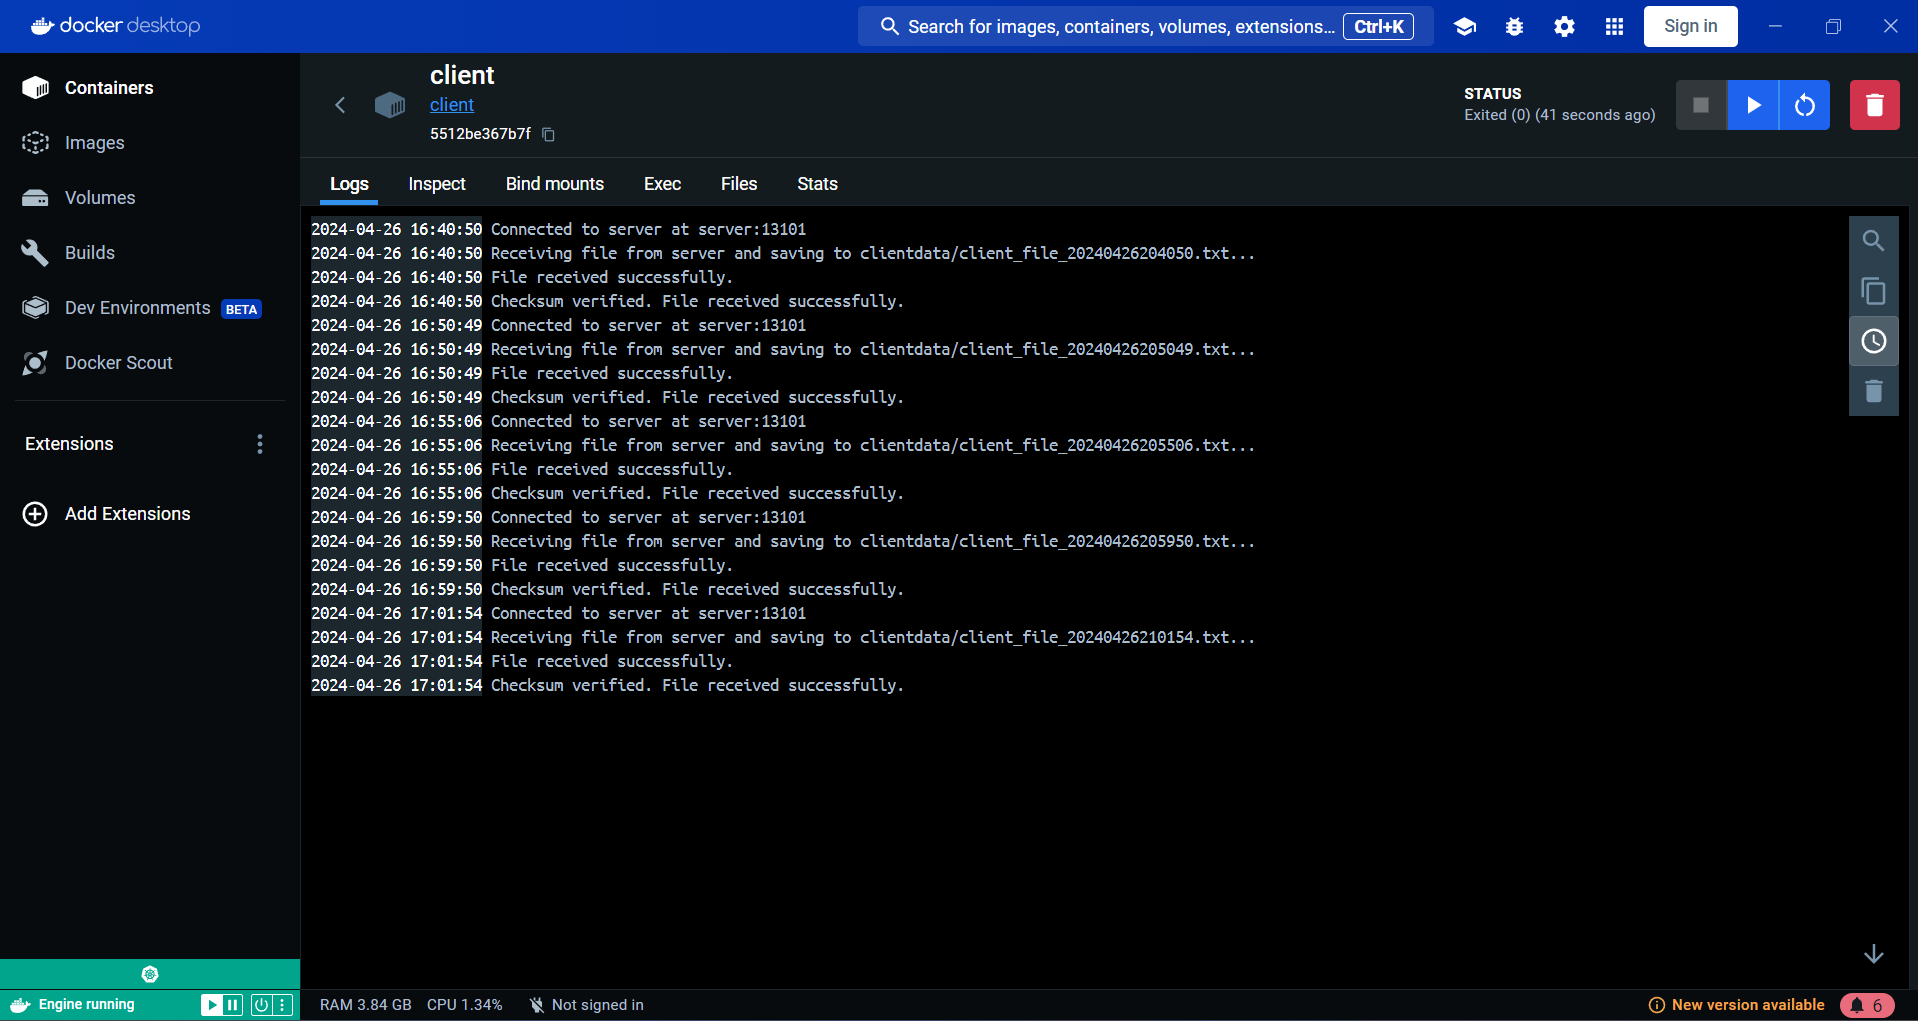 docker desktop
Search for images, containers, volumes, extensions... Ctrl+K
Sign in
Containers
Images
Volumes
Builds
Dev Environments BETA
Docker Scout
Extensions
Add Extensions
client
client
5512be367b7f
STATUS
Exited (0) (41 seconds ago)
Logs Inspect Bind mounts Exec Files Stats
2024-04-26 16:40:50 Connected to server at server:13101
2024-04-26 16:40:50 Receiving file from server and saving to clientdata/client_file_20240426204050.txt...
2024-04-26 16:40:50 File received successfully.
2024-04-26 16:40:50 Checksum verified. File received successfully.
2024-04-26 16:50:49 Connected to server at server:13101
2024-04-26 16:50:49 Receiving file from server and saving to clientdata/client_file_20240426205049.txt...
2024-04-26 16:50:49 File received successfully.
2024-04-26 16:50:49 Checksum verified. File received successfully.
2024-04-26 16:55:06 Connected to server at server:13101
2024-04-26 16:55:06 Receiving file from server and saving to clientdata/client_file_20240426205506.txt...
2024-04-26 16:55:06 File received successfully.
2024-04-26 16:55:06 Checksum verified. File received successfully.
2024-04-26 16:59:50 Connected to server at server:13101
2024-04-26 16:59:50 Receiving file from server and saving to clientdata/client_file_20240426205950.txt...
2024-04-26 16:59:50 File received successfully.
2024-04-26 16:59:50 Checksum verified. File received successfully.
2024-04-26 17:01:54 Connected to server at server:13101
2024-04-26 17:01:54 Receiving file from server and saving to clientdata/client_file_20240426210154.txt...
2024-04-26 17:01:54 File received successfully.
2024-04-26 17:01:54 Checksum verified. File received successfully.
Engine running
RAM 3.84 GB CPU 1.34% Not signed in
New version available 6